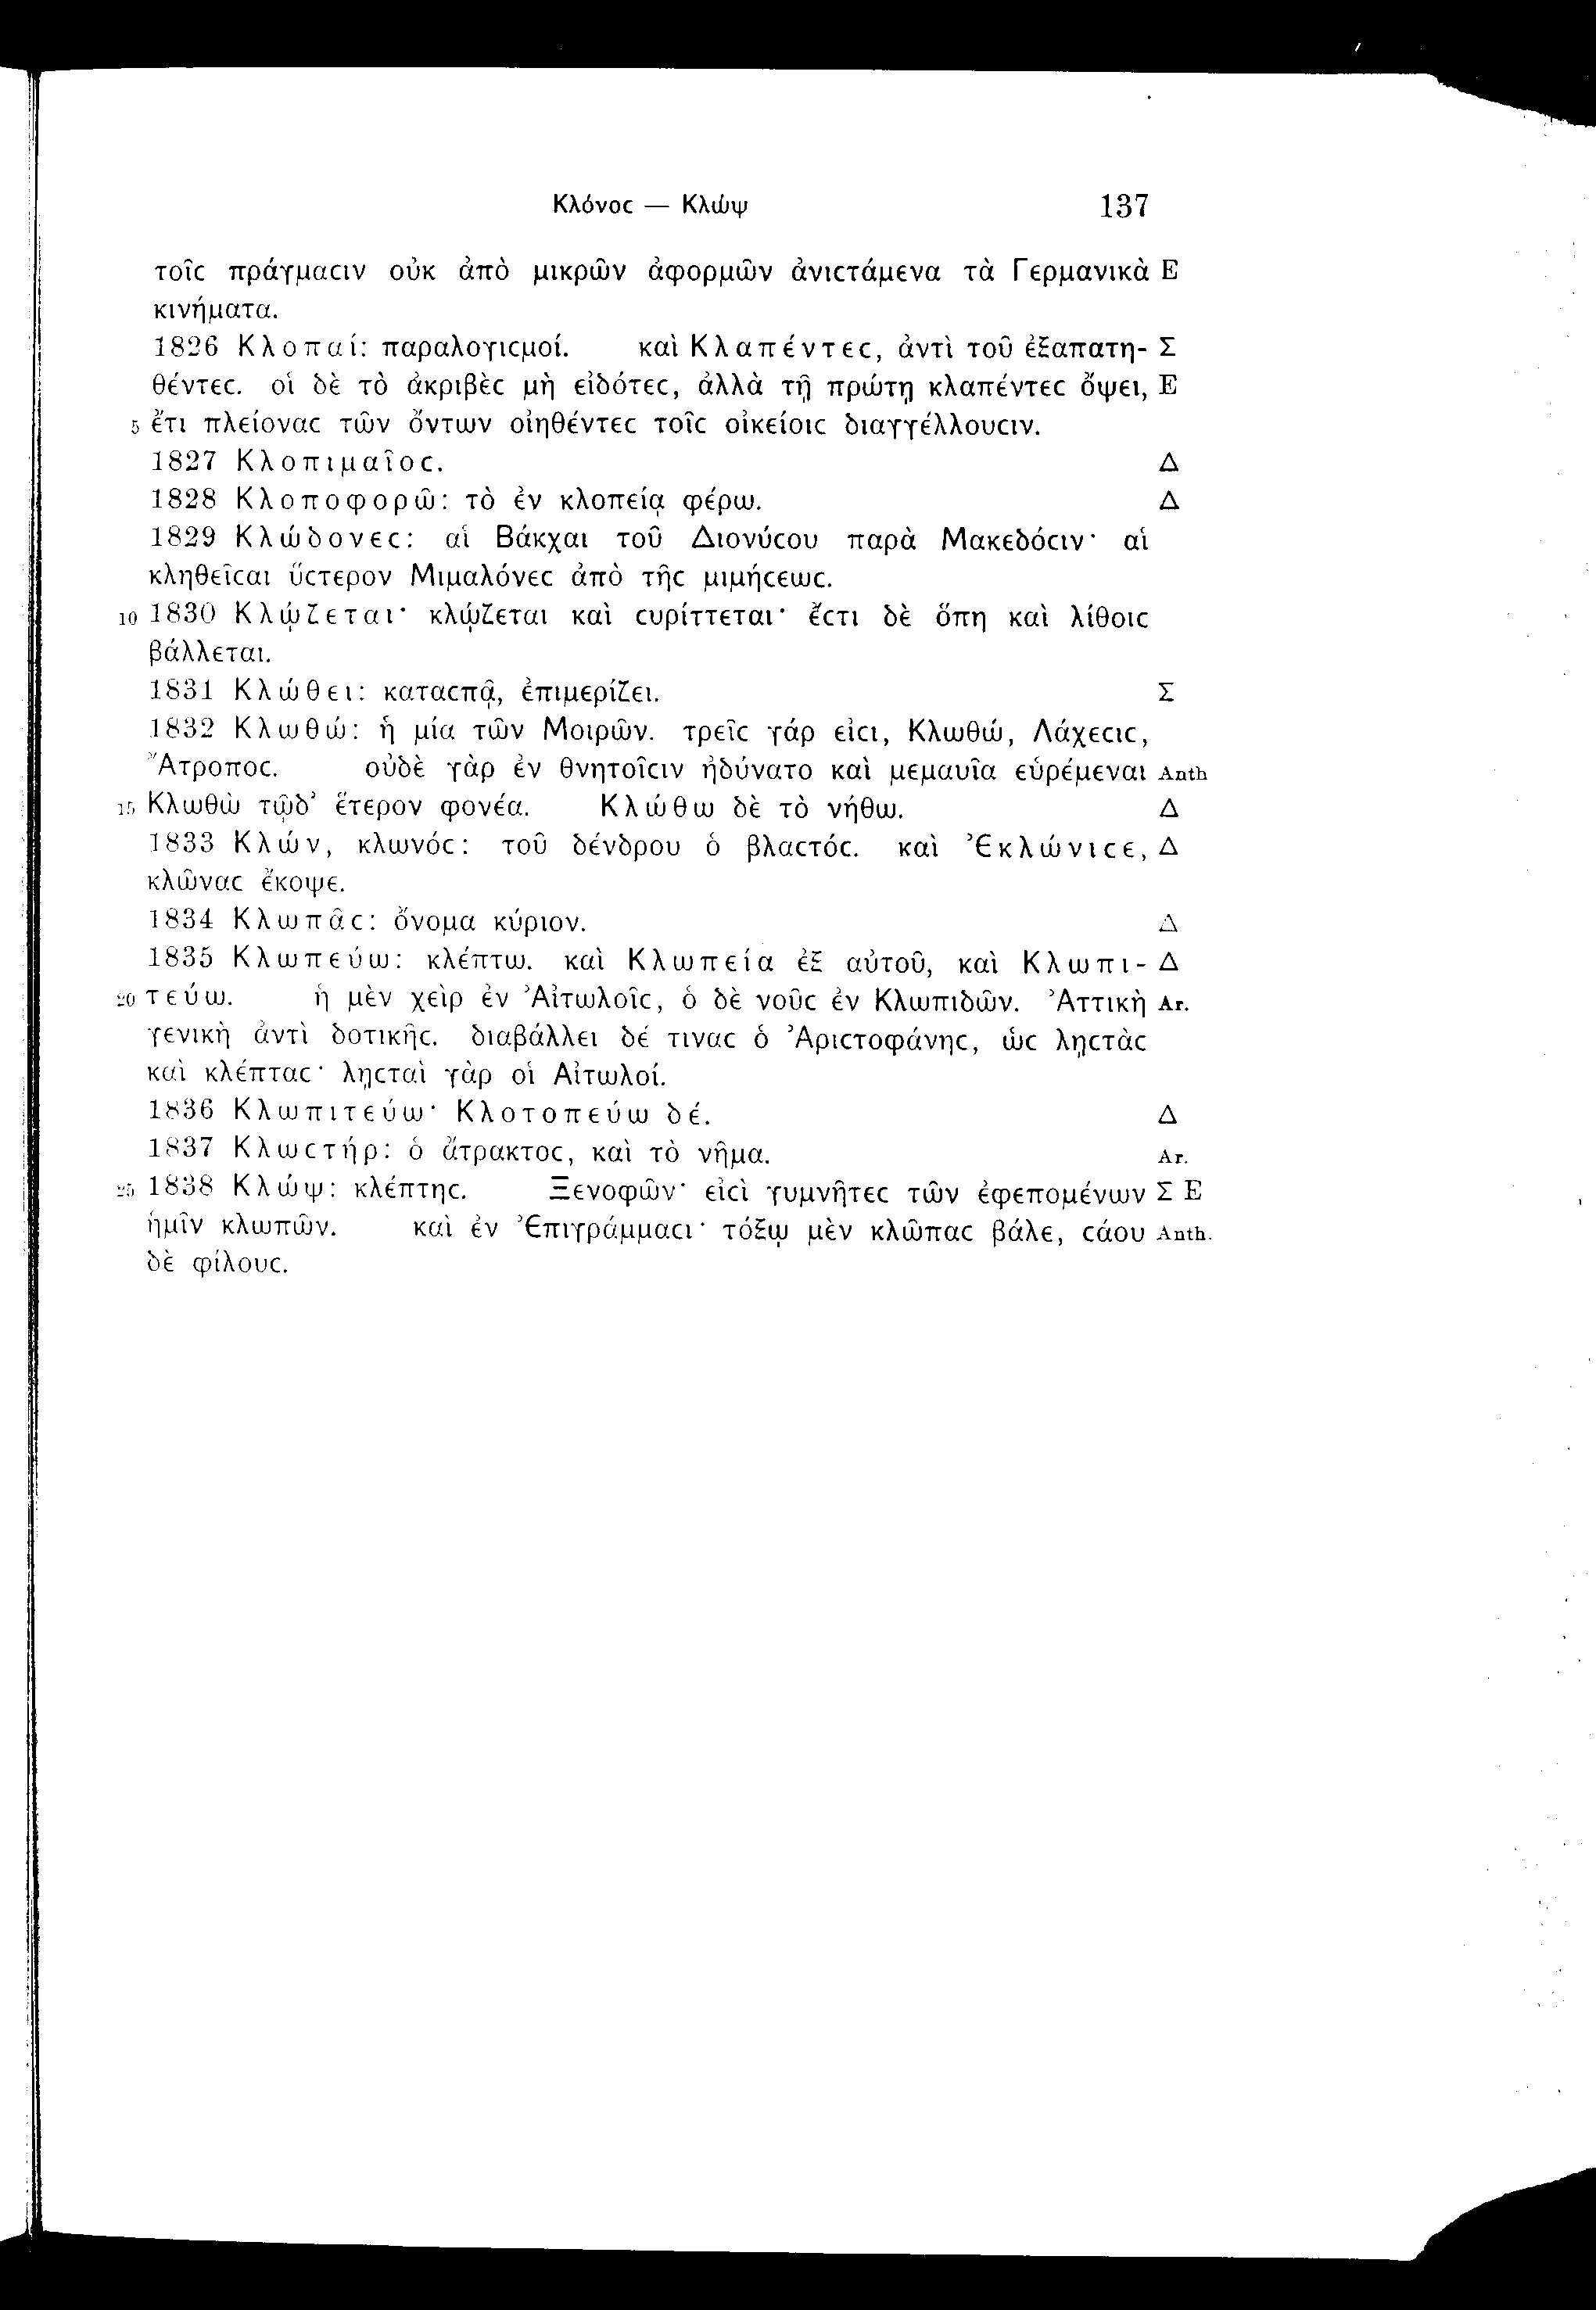 Κλόνοϲ — Κλώψ 137
τοῖϲ πράγμαϲιν οὐκ ἀπὸ μικρῶν ἀφορμῶν ἀνιϲτάμενα τὰ Γερμανικὰ Ε
κινήματα.
1826 Κλοπαί: παραλογιϲμοί. καὶ Κλαπέντεϲ, ἀντὶ τοῦ ἐξαπατη- Σ
θέντεϲ. οἱ δὲ τὸ ἀκριβὲϲ μὴ εἰδότεϲ, ἀλλὰ τῇ πρώτῃ κλαπέντεϲ ὄψει, Ε
5 ἔτι πλείοναϲ τῶν ὄντων οἰηθέντεϲ τοῖϲ οἰκείοιϲ διαγγέλλουϲιν.
1827 Κλοπιμαῖοϲ. Δ
1828 Κλοποφορῶ: τὸ ἐν κλοπείᾳ φέρω. Δ
1829 Κλώδονεϲ: αἱ Βάκχαι τοῦ Διονύϲου παρὰ Μακεδόϲιν· αἱ
κληθεῖϲαι ὕϲτερον Μιμαλόνεϲ ἀπὸ τῆϲ μιμήϲεωϲ.
10 1830 Κλῴζεται· κλῴζεται καὶ ϲυρίττεται· ἔϲτι δὲ ὅπη καὶ λίθοιϲ
βάλλεται.
1831 Κλώθει: καταϲπᾷ, ἐπιμερίζει. Σ
1832 Κλωθώ: ἡ μία τῶν Μοιρῶν. τρεῖϲ γάρ εἰϲι, Κλωθώ, Λάχεϲιϲ,
Ἄτροποϲ. οὐδὲ γὰρ ἐν θνητοῖϲιν ἠδύνατο καὶ μεμαυῖα εὑρέμεναι Anth
15 Κλωθὼ τῷδ’ ἕτερον φονέα. Κλώθω δὲ τὸ νήθω. Δ
1833 Κλών, κλωνόϲ: τοῦ δένδρου ὁ βλαϲτόϲ. καὶ Ἐκλώνιϲε, Δ
κλῶναϲ ἔκοψε.
1834 Κλωπᾶϲ: ὄνομα κύριον. Δ
1835 Κλωπεύω: κλέπτω. καὶ Κλωπεία ἐξ αὐτοῦ, καὶ Κλωπι- Δ
20 τεύω. ἡ μὲν χεὶρ ἐν Ἀἰτωλοῖϲ, ὁ δὲ νοῦϲ ἐν Κλωπιδῶν. Ἀττικὴ Ar.
γενικὴ ἀντὶ δοτικῆϲ. διαβάλλει δέ τιναϲ ὁ Ἀριϲτοφάνηϲ, ὡϲ λῃϲτὰϲ
καὶ κλέπταϲ· λῃϲταὶ γὰρ οἱ Αἰτωλοί.
1836 Κλωπιτεύω· Κλοτοπεύω δέ. Δ
1837 Κλωϲτήρ: ὁ ἄτρακτοϲ, καὶ τὸ νῆμα. Ar.
25 1838 Κλώψ: κλέπτηϲ. Ξενοφῶν· εἰϲὶ γυμνῆτεϲ τῶν ἐφεπομένων Σ Ε
ἡμῖν κλωπῶν. καὶ ἐν Ἐπιγράμμαϲι· τόξῳ μὲν κλῶπαϲ βάλε, ϲάου Anth.
δὲ φίλουϲ.